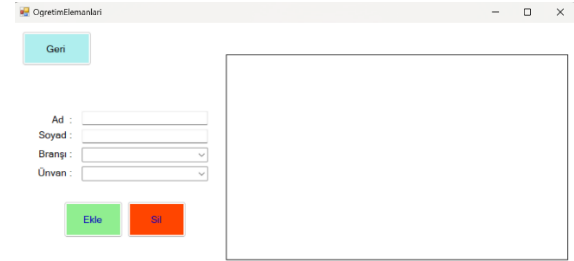 OgretimElemanlari
Geri
Ad :
Soyad :
Branşı :
Ünvan :
Ekle
Sil